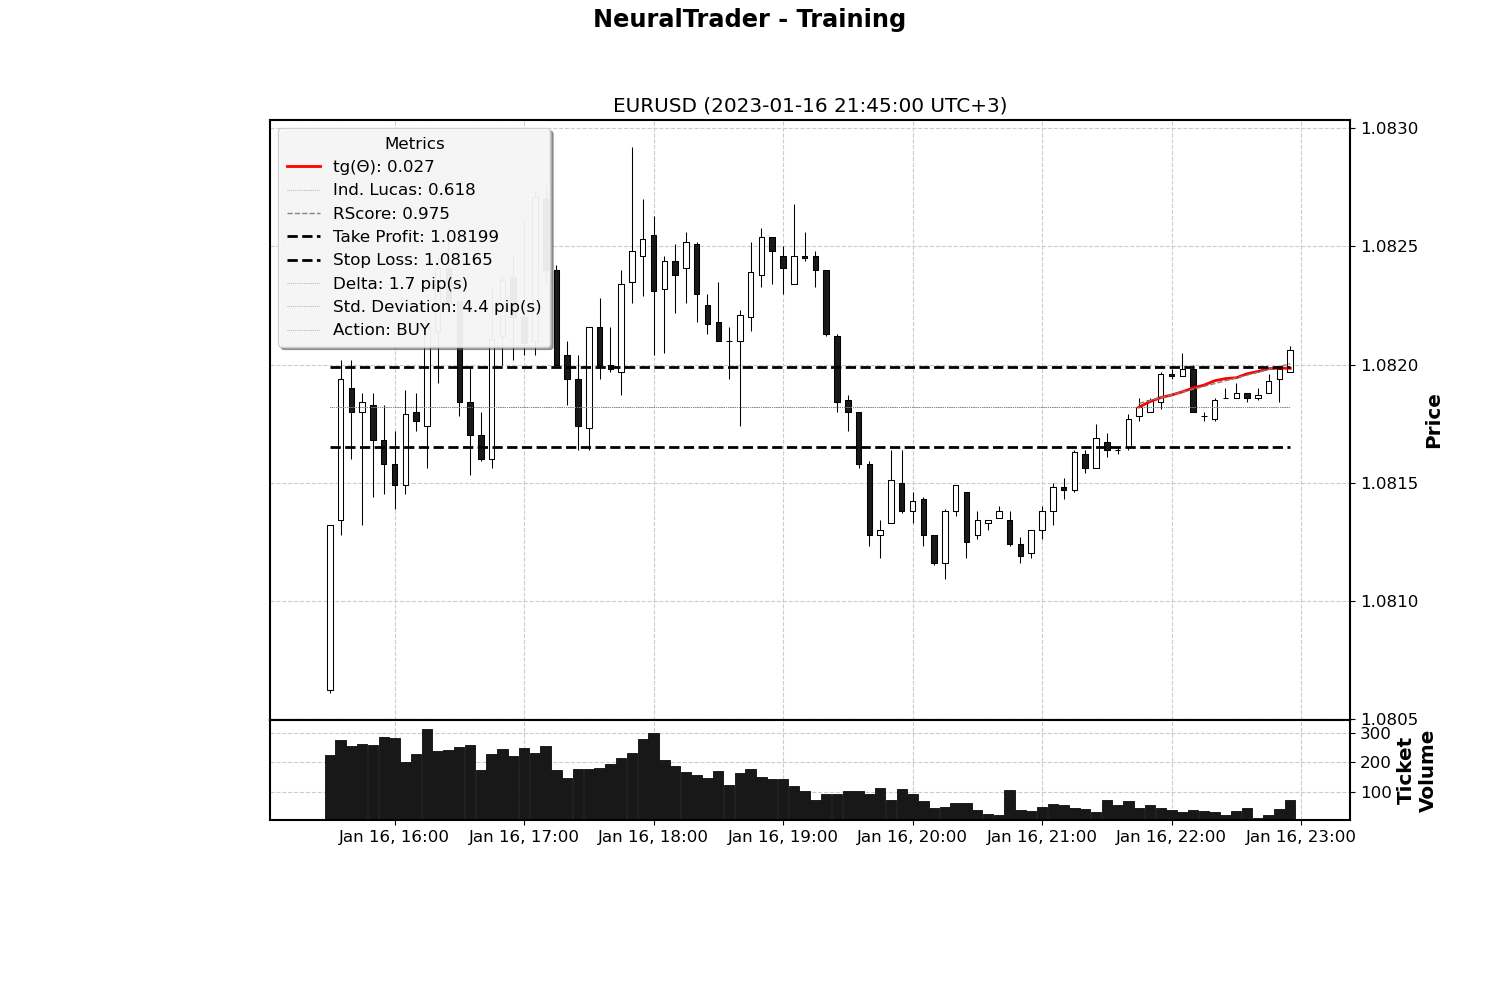 NeuralTrader - Training
EURUSD (2023-01-16 21:45:00 UTC+3)
Metrics
tg(Θ): 0.027
Ind. Lucas: 0.618
RScore: 0.975
Take Profit: 1.08199
Stop Loss: 1.08165
Delta: 1.7 pip(s)
Std. Deviation: 4.4 pip(s)
Action: BUY
1.0830
1.0825
1.0820
1.0815
1.0810
1.0805
Price
300
200
100
Ticket
Volume
Jan 16, 16:00
Jan 16, 17:00
Jan 16, 18:00
Jan 16, 19:00
Jan 16, 20:00
Jan 16, 21:00
Jan 16, 22:00
Jan 16, 23:00